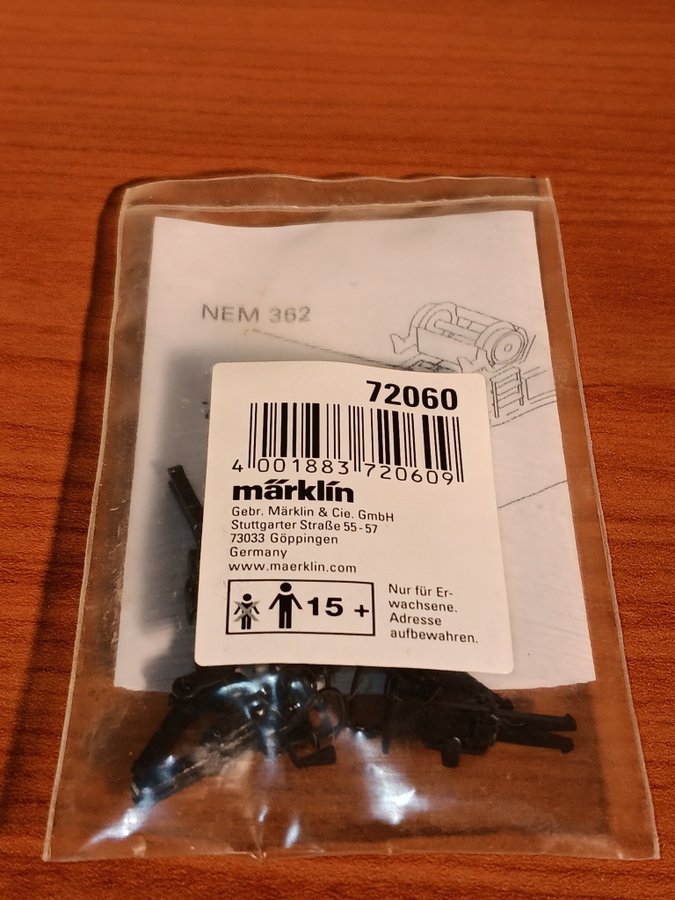 NEM 362
72060
4 001883 720609
märklin
Gebr. Märklin & Cie. GmbH
Stuttgarter Straße 55-57
73033 Göppingen
Germany
www.maerklin.com
15 +
Nur für Er-
wachsene.
Adresse
aufbewahren.